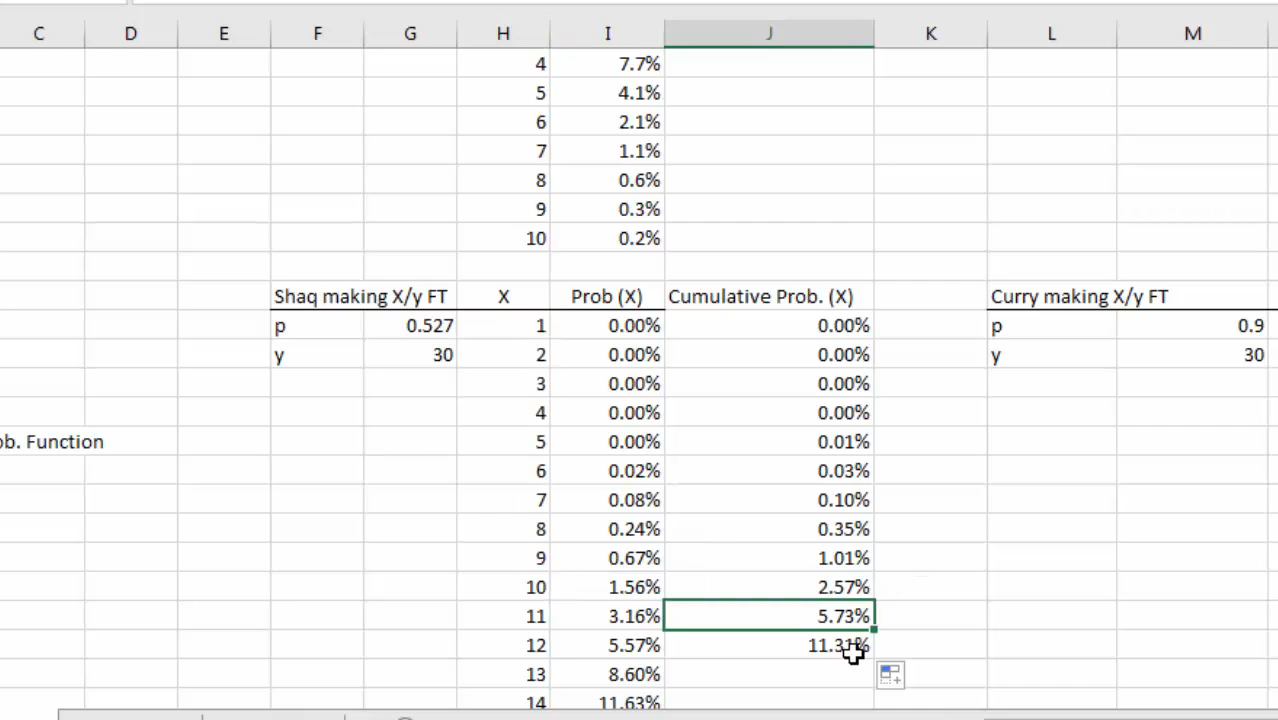 C D E F G H I J K L M
4 7.7%
5 4.1%
6 2.1%
7 1.1%
8 0.6%
9 0.3%
10 0.2%
Shaq making X/y FT X Prob (X) Cumulative Prob. (X) Curry making X/y FT
p 0.527 1 0.00% 0.00% p 0.9
y 30 2 0.00% 0.00% y 30
3 0.00% 0.00%
4 0.00% 0.00%
ob. Function 5 0.00% 0.01%
6 0.02% 0.03%
7 0.08% 0.10%
8 0.24% 0.35%
9 0.67% 1.01%
10 1.56% 2.57%
11 3.16% 5.73%
12 5.57% 11.31%
13 8.60%
14 11.63%